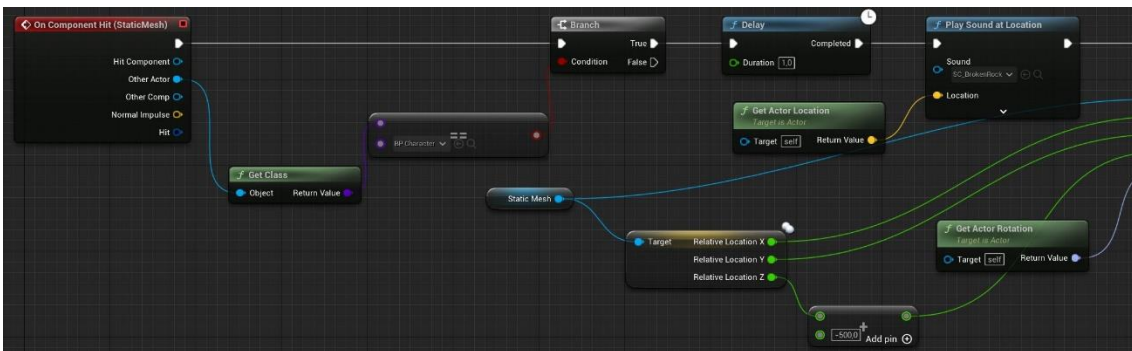 On Component Hit (StaticMesh)
Hit Component
Other Actor
Other Comp
Normal Impulse
Hit
Get Class
Object Return Value
==
BP Character
Branch
True
Condition False
Delay
Completed
Duration 1,0
Play Sound at Location
Sound
SC_BrokenRock
Location
Get Actor Location
Target is Actor
Target self Return Value
Static Mesh
Target Relative Location X
Relative Location Y
Relative Location Z
Get Actor Rotation
Target is Actor
Target self Return Value
-500,0 Add pin